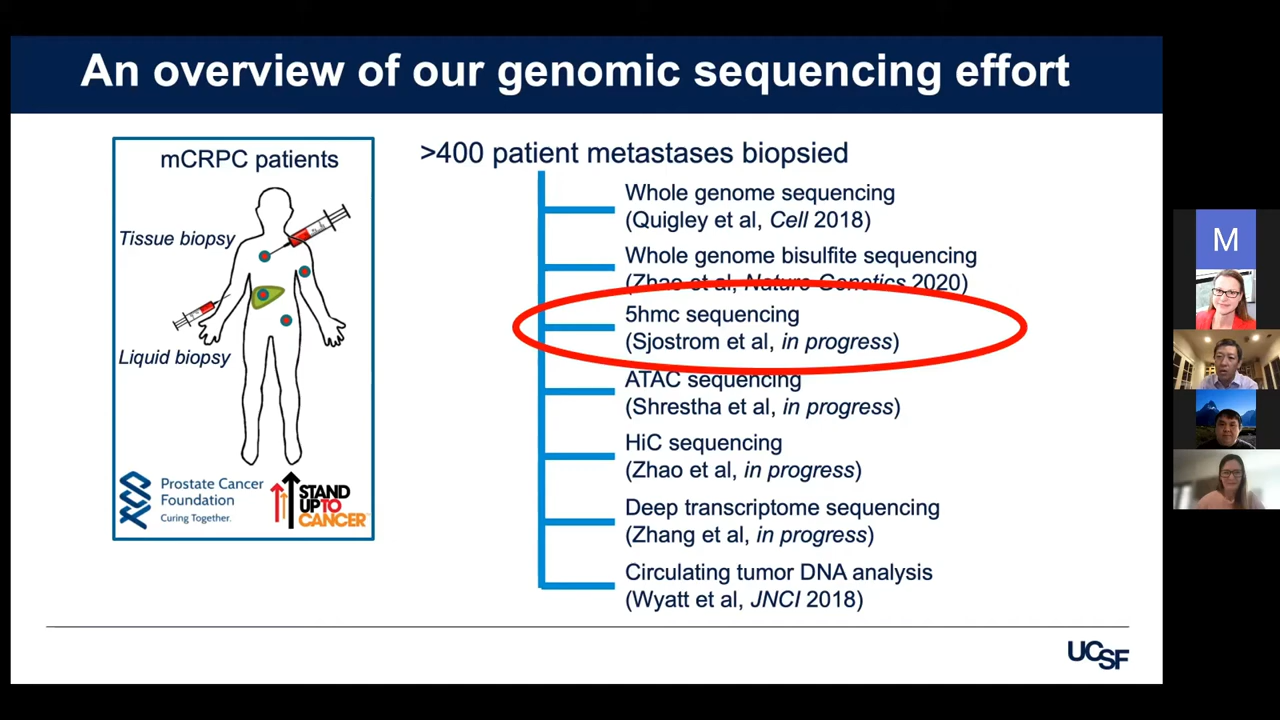 An overview of our genomic sequencing effort
mCRPC patients
Tissue biopsy
Liquid biopsy
Prostate Cancer
Foundation
Curing Together.
STAND
UP TO
CANCER
>400 patient metastases biopsied
Whole genome sequencing
(Quigley et al, Cell 2018)
Whole genome bisulfite sequencing
(Zhao et al, Nature Genetics 2020)
5hmc sequencing
(Sjostrom et al, in progress)
ATAC sequencing
(Shrestha et al, in progress)
HiC sequencing
(Zhao et al, in progress)
Deep transcriptome sequencing
(Zhang et al, in progress)
Circulating tumor DNA analysis
(Wyatt et al, JNCI 2018)
UCSF
M